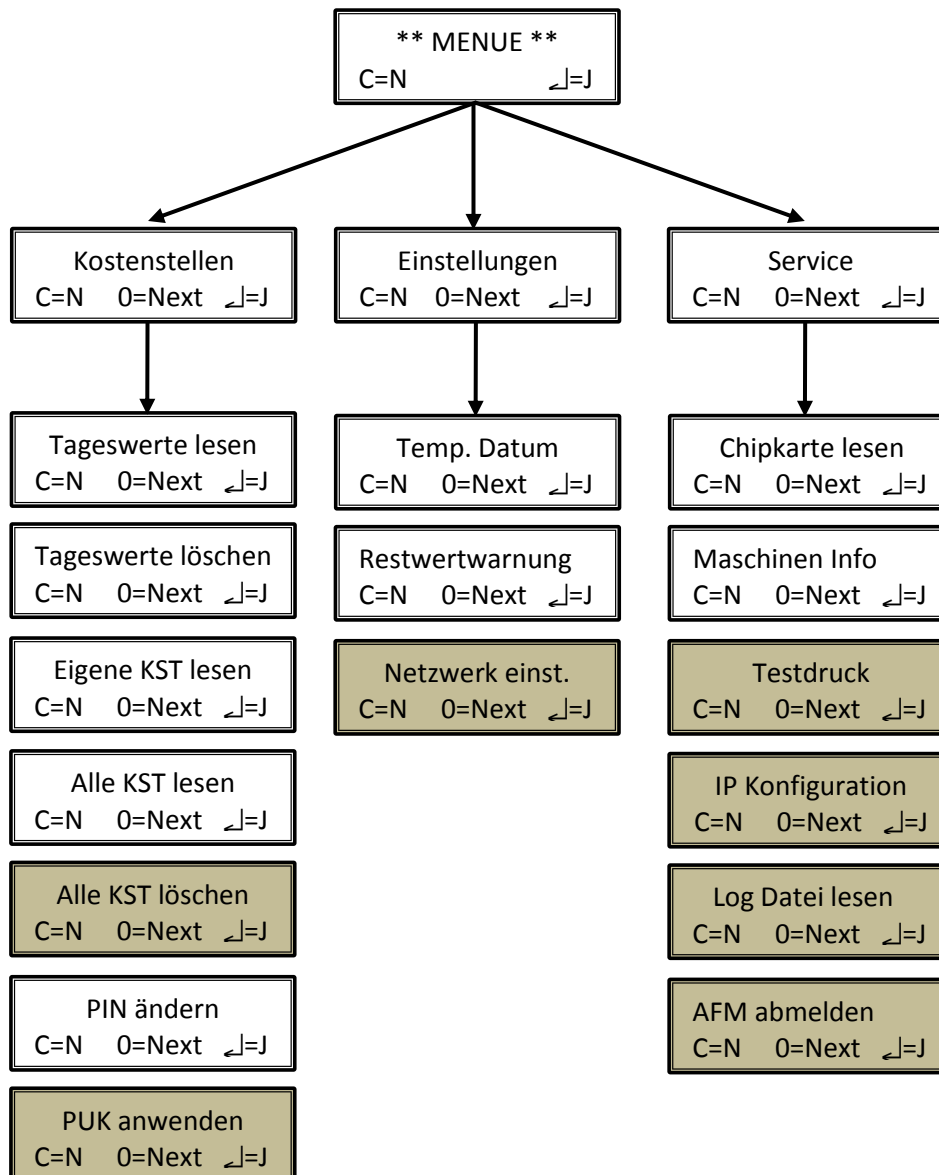 ** MENUE **
C=N ↲=J
Kostenstellen
C=N 0=Next ↲=J
Tageswerte lesen
C=N 0=Next ↲=J
Tageswerte löschen
C=N 0=Next ↲=J
Eigene KST lesen
C=N 0=Next ↲=J
Alle KST lesen
C=N 0=Next ↲=J
Alle KST löschen
C=N 0=Next ↲=J
PIN ändern
C=N 0=Next ↲=J
PUK anwenden
C=N 0=Next ↲=J
Einstellungen
C=N 0=Next ↲=J
Temp. Datum
C=N 0=Next ↲=J
Restwertwarnung
C=N 0=Next ↲=J
Netzwerk einst.
C=N 0=Next ↲=J
Service
C=N 0=Next ↲=J
Chipkarte lesen
C=N 0=Next ↲=J
Maschinen Info
C=N 0=Next ↲=J
Testdruck
C=N 0=Next ↲=J
IP Konfiguration
C=N 0=Next ↲=J
Log Datei lesen
C=N 0=Next ↲=J
AFM abmelden
C=N 0=Next ↲=J